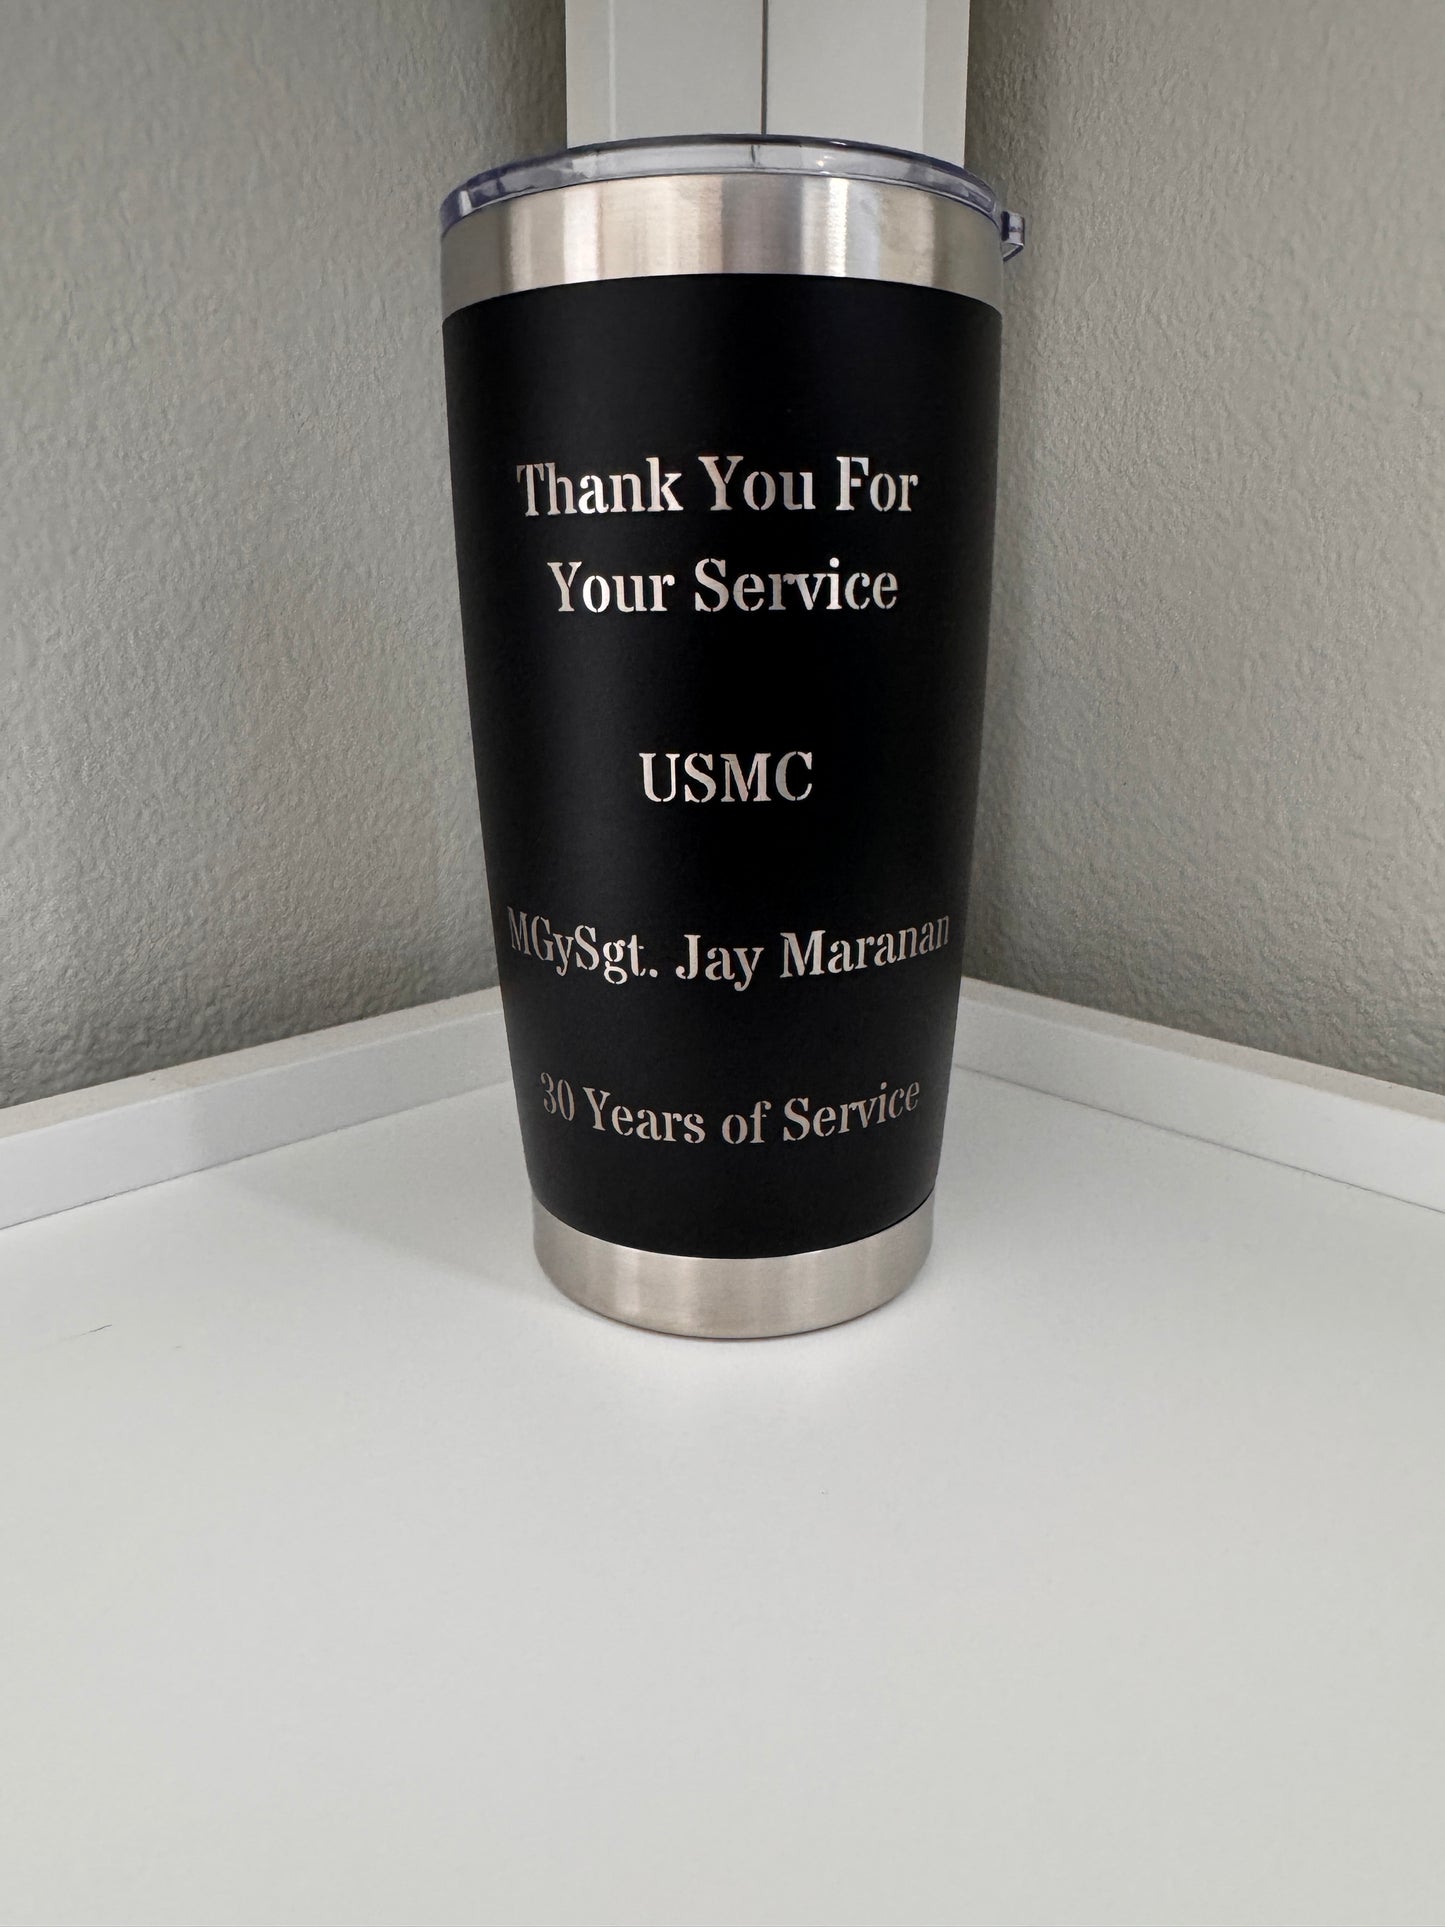 Thank You For
Your Service
USMC
MGySgt. Jay Maranan
30 Years of Service